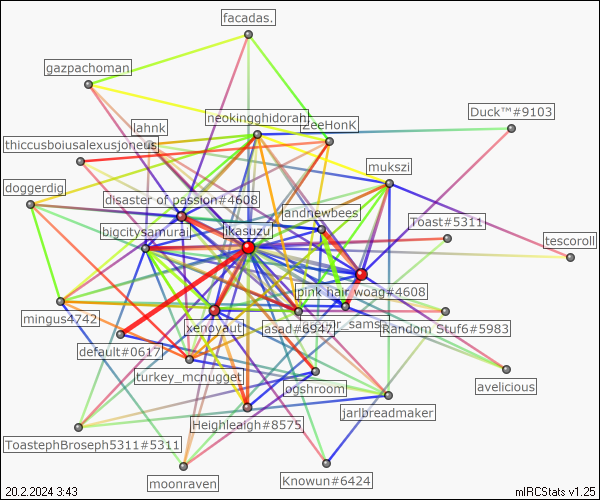 facadas.
gazpachoman
Duck™#9103
neokingghidorah
lahnk
ZeeHonK
thiccusboiusalexusjoneus
mukszi
doggerdig
disaster of passion#4608
andnewbees
Toast#5311
bigcitysamurai
ikasuzu
tescoroll
pink hair woag#4608
mingus4742
xenoyaut
asad#6947
sams
Random Stuf6#5983
default#0617
turkey_mcnugget
ogshroom
avelicious
jarlbreadmaker
Heighleaigh#8575
ToastephBroseph5311#5311
moonraven
Knowun#6424
20.2.2024 3:43
mIRCStats v1.25